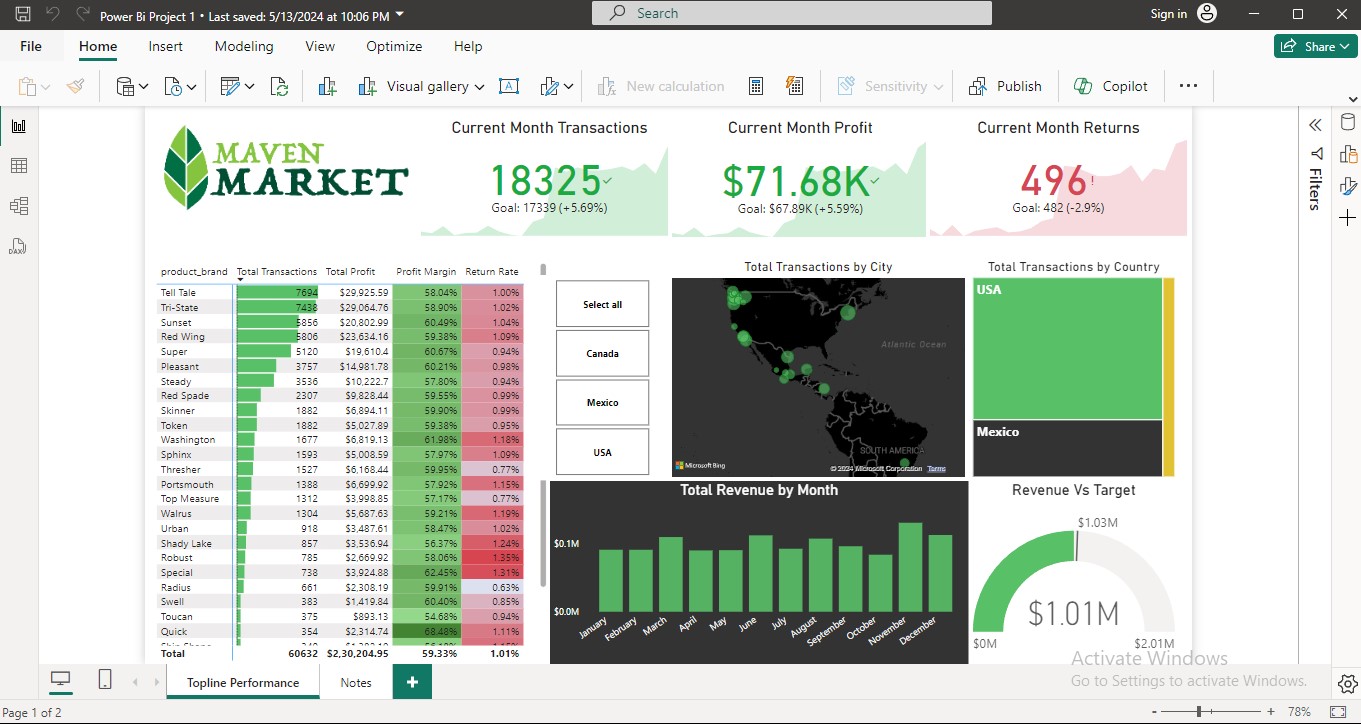 Power Bi Project 1 • Last saved: 5/13/2024 at 10:06 PM
Search
Sign in
File Home Insert Modeling View Optimize Help
Share
Visual gallery
New calculation
Sensitivity
Publish
Copilot
MAVEN
MARKET
Current Month Transactions
18325
Goal: 17339 (+5.69%)
Current Month Profit
$71.68K
Goal: $67.89K (+5.59%)
Current Month Returns
496!
Goal: 482 (-2.9%)
Filters
product_brand Total Transactions Total Profit Profit Margin Return Rate
Tell Tale 7694 $29,925.59 58.04% 1.00%
Tri-State 7438 $29,064.76 58.90% 1.02%
Sunset 5856 $20,802.99 60.49% 1.04%
Red Wing 5806 $23,634.16 59.38% 1.09%
Super 5120 $19,610.4 60.67% 0.94%
Pleasant 3757 $14,981.78 60.21% 0.98%
Steady 3536 $10,222.7 57.80% 0.94%
Red Spade 2307 $9,828.44 59.55% 0.99%
Skinner 1882 $6,894.11 59.90% 0.99%
Token 1882 $5,027.89 59.38% 0.95%
Washington 1677 $6,819.13 61.98% 1.18%
Sphinx 1593 $5,008.59 57.97% 1.09%
Thresher 1527 $6,168.44 59.95% 0.77%
Portsmouth 1388 $6,699.92 57.92% 1.15%
Top Measure 1312 $3,998.85 57.17% 0.77%
Walrus 1304 $5,687.63 59.21% 1.19%
Urban 918 $3,487.61 58.47% 1.02%
Shady Lake 857 $3,536.94 56.37% 1.24%
Robust 785 $2,669.92 58.06% 1.35%
Special 738 $3,924.88 62.45% 1.31%
Radius 661 $2,308.19 59.91% 0.63%
Swell 383 $1,419.84 60.40% 0.85%
Toucan 375 $893.13 54.68% 0.94%
Quick 354 $2,314.74 68.48% 1.11%
Total 60632 $2,30,204.95 59.33% 1.01%
Select all
Canada
Mexico
USA
Total Transactions by City
Atlantic Ocean
SOUTH AMERICA
Microsoft Bing
© 2024 Microsoft Corporation Terms
Total Transactions by Country
USA
Mexico
Total Revenue by Month
$0.1M
$0.0M
January
February
March
April
May
June
July
August
September
October
November
December
Revenue Vs Target
$1.03M
$1.01M
$0M
$2.01M
Activate Windows
Go to Settings to activate Windows.
Topline Performance
Notes
Page 1 of 2
78%